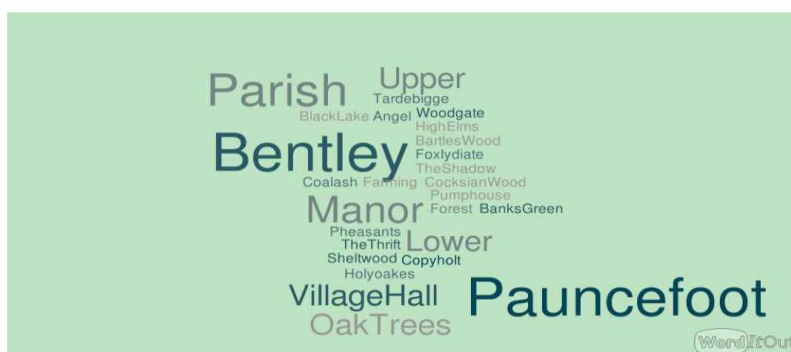 Parish Upper
Tardebigge
BlackLake Angel Woodgate
HighElms
BartlesWood
Bentley Foxlydiate
TheShadow
Coalash Farming CocksianWood
Pumphouse
Manor Forest BanksGreen
Pheasants
TheThrift Lower
Sheltwood Copyholt
Holyoakes
VillageHall Pauncefoot
OakTrees
WordItOut